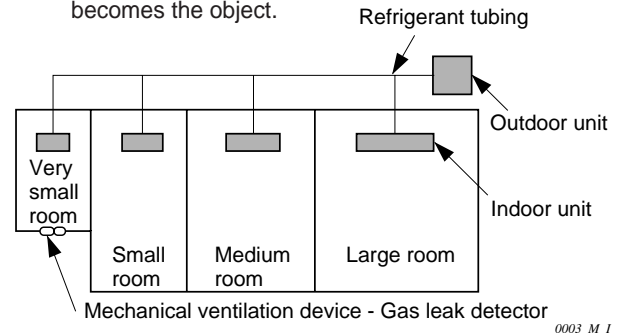 becomes the object.
Refrigerant tubing
Outdoor unit
Very
small
room
Indoor unit
Small
room
Medium
room
Large room
Mechanical ventilation device - Gas leak detector
0003_M_I